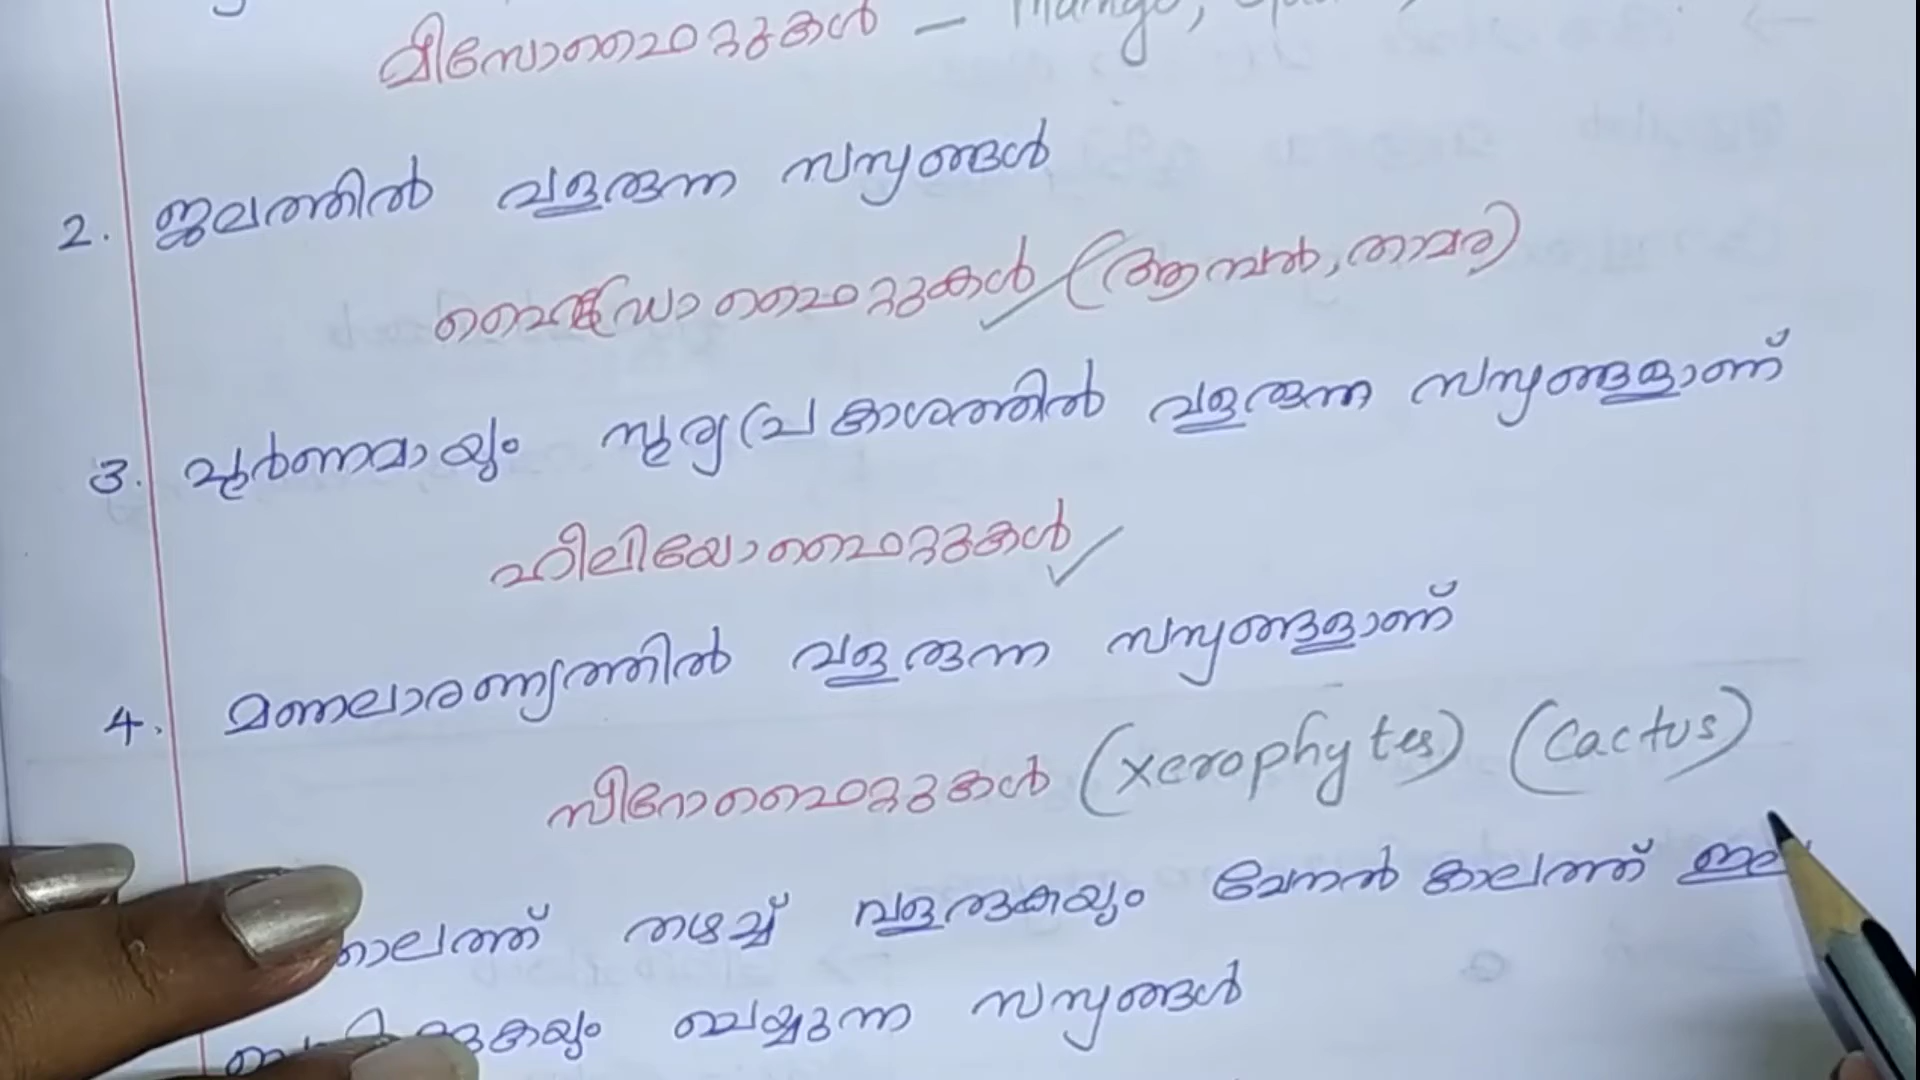 മീസോഫൈറ്റുകൾ –
2. ജലത്തിൽ വളരുന്ന സസ്യങ്ങൾ
ഹൈഡ്രോഫൈറ്റുകൾ (ആമ്പൽ, താമര)
3. പൂർണമായും സൂര്യപ്രകാശത്തിൽ വളരുന്ന സസ്യങ്ങളാണ്
ഹീലിയോഫൈറ്റുകൾ
4. മണലാരണ്യത്തിൽ വളരുന്ന സസ്യങ്ങളാണ്
സീറോഫൈറ്റുകൾ (xerophytes) (Cactus)
തഴച്ച് വളരുകയും വേനൽ കാലത്ത്
ചെയ്യുന്ന സസ്യങ്ങൾ